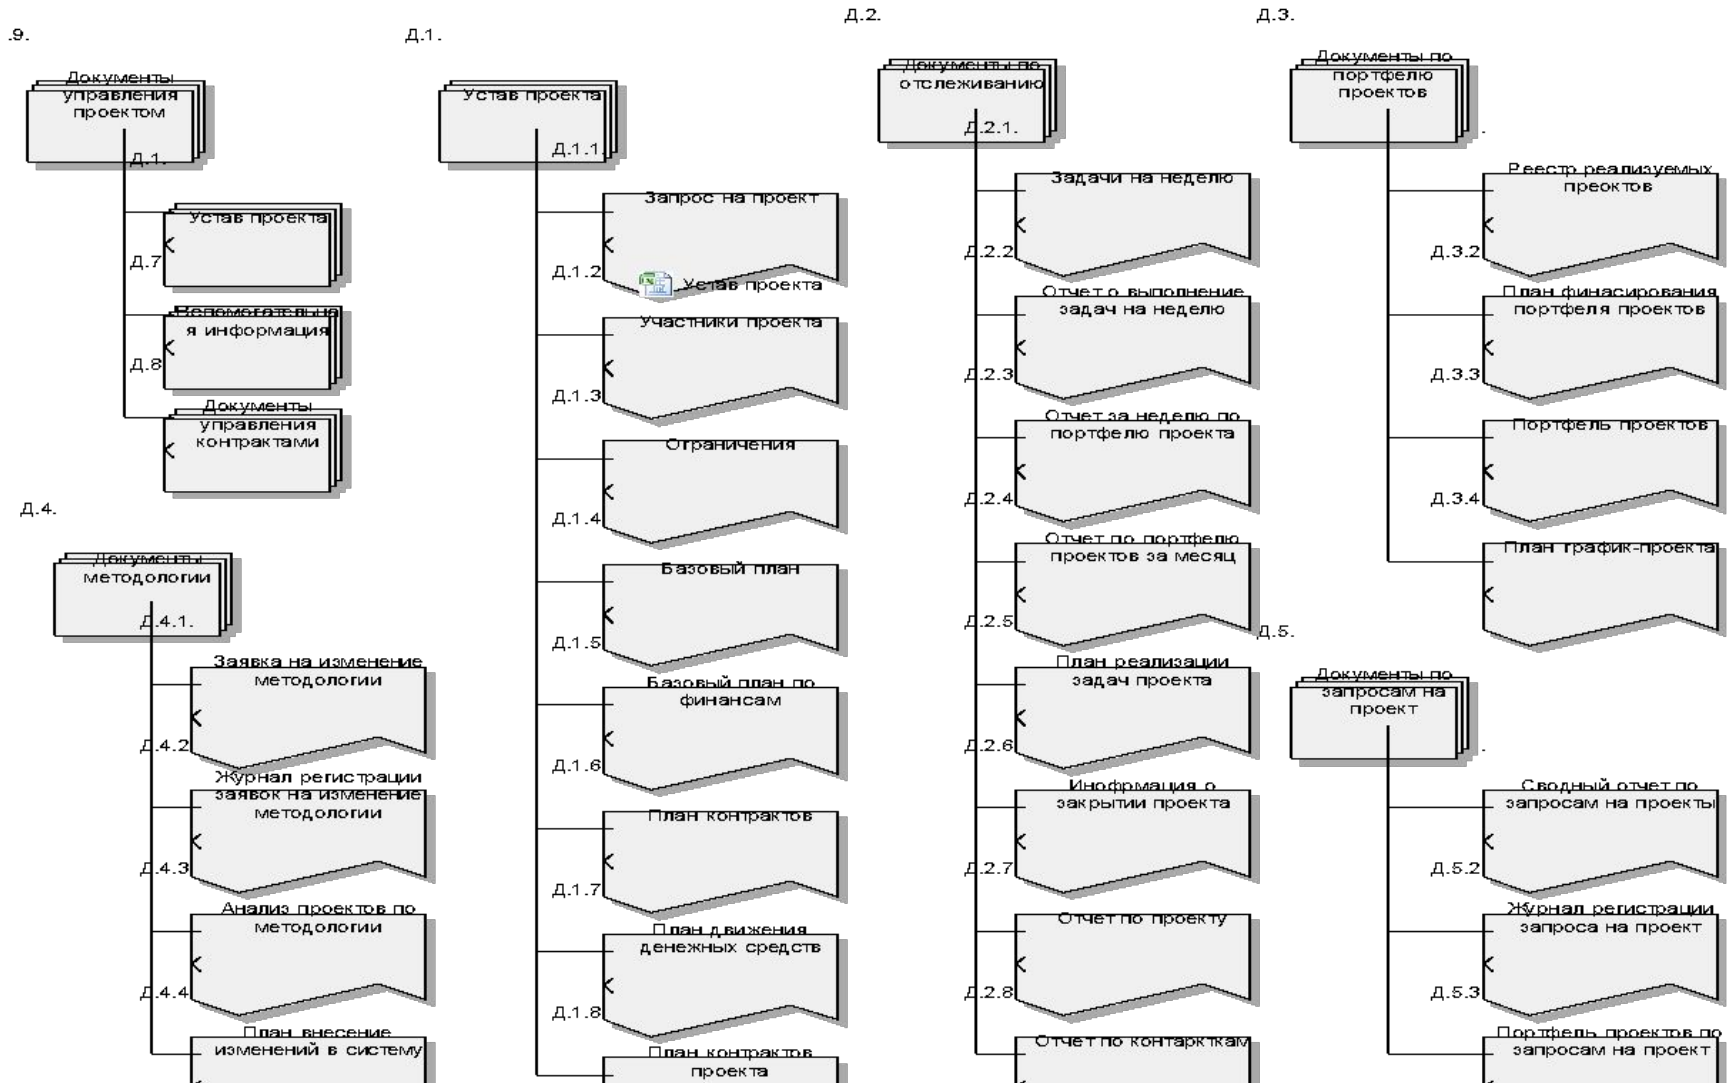 .9.
Документы
управления
проектом
Д.1.
Устав проекта
Д.7
Вспомогательна
я информация
Д.8
Документы
управления
контрактами
Д.4.
Документы
методологии
Д.4.1.
Заявка на изменение
методологии
Д.4.2
Журнал регистрации
заявок на изменение
методологии
Д.4.3
Анализ проектов по
методологии
Д.4.4
План внесение
изменений в систему
Д.1.
Устав проекта
Д.1.1
Запрос на проект
Д.1.2
Устав проекта
Участники проекта
Д.1.3
Ограничения
Д.1.4
Базовый план
Д.1.5
Базовый план по
финансам
Д.1.6
План контрактов
Д.1.7
План движения
денежных средств
Д.1.8
План контрактов
проекта
Д.2.
Документы по
отслеживанию
Д.2.1.
Задачи на неделю
Д.2.2
Отчет о выполнение
задач на неделю
Д.2.3
Отчет за неделю по
портфелю проекта
Д.2.4
Отчет по портфелю
проектов за месяц
Д.2.5
План реализации
задач проекта
Д.2.6
Инофрмация о
закрытии проекта
Д.2.7
Отчет по проекту
Д.2.8
Отчет по контаркткам
Д.3.
Документы по
портфелю
проектов
.
Реестр реализуемых
преоктов
Д.3.2
План финасирования
портфеля проектов
Д.3.3
Портфель проектов
Д.3.4
План график-проекта
Д.5.
Документы по
запросам на
проект
.
Сводный отчет по
запросам на проекты
Д.5.2
Журнал регистрации
запроса на проект
Д.5.3
Портфель проектов по
запросам на проект